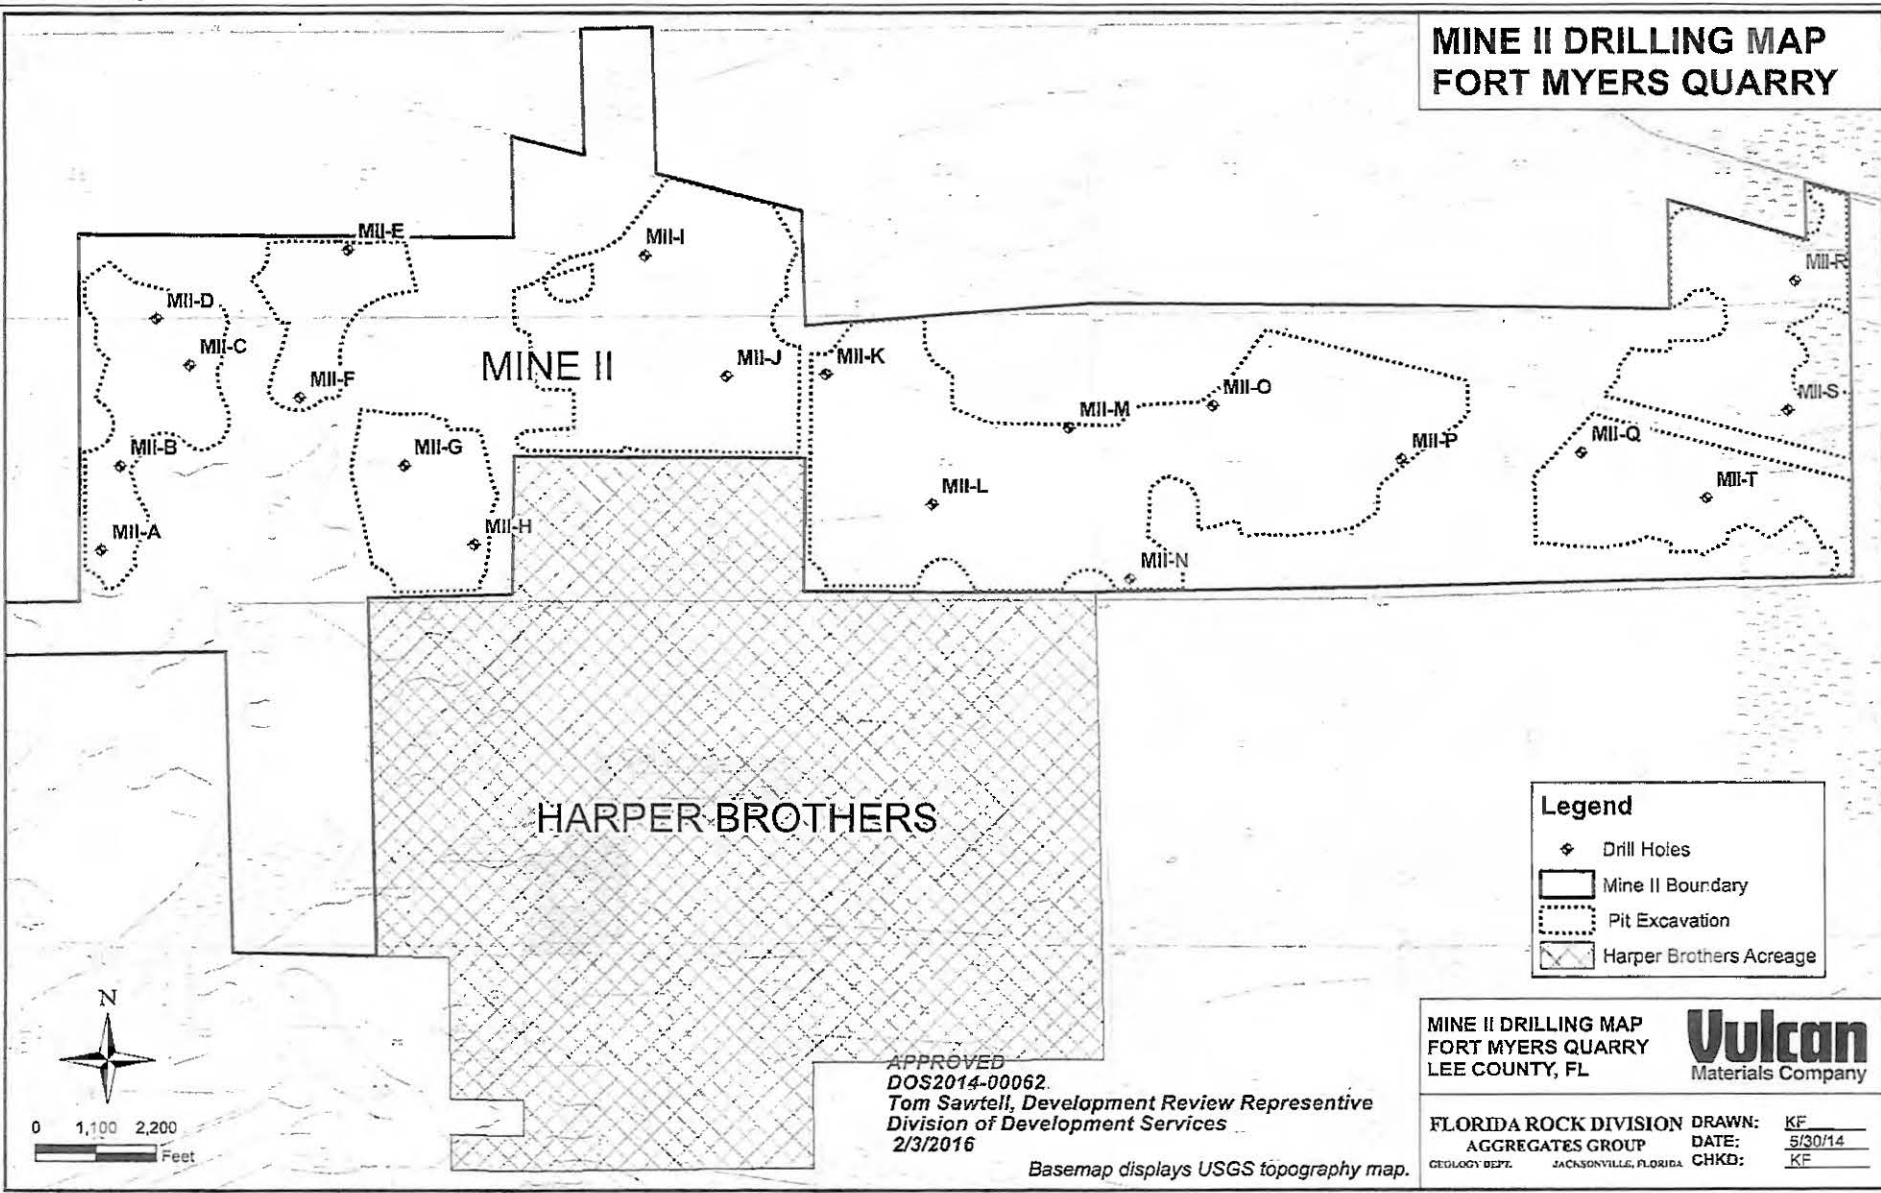 MINE II DRILLING MAP
FORT MYERS QUARRY
MII-E
MII-I
MII-R
MII-D
MII-C
MINE II
MII-J
MII-K
MII-F
MII-O
MII-S
MII-M
MII-Q
MII-B
MII-G
MII-P
MII-L
MII-T
MII-A
MII-H
MII-N
HARPER BROTHERS
Legend
Drill Holes
Mine II Boundary
Pit Excavation
Harper Brothers Acreage
N
0 1,100 2,200
Feet
APPROVED
DOS2014-00062
Tom Sawtell, Development Review Representive
Division of Development Services
2/3/2016
Basemap displays USGS topography map.
MINE II DRILLING MAP
FORT MYERS QUARRY
LEE COUNTY, FL
Vulcan
Materials Company
FLORIDA ROCK DIVISION
AGGREGATES GROUP
GEOLOGY DEPT. JACKSONVILLE, FLORIDA
DRAWN: KF
DATE: 5/30/14
CHKD: KF